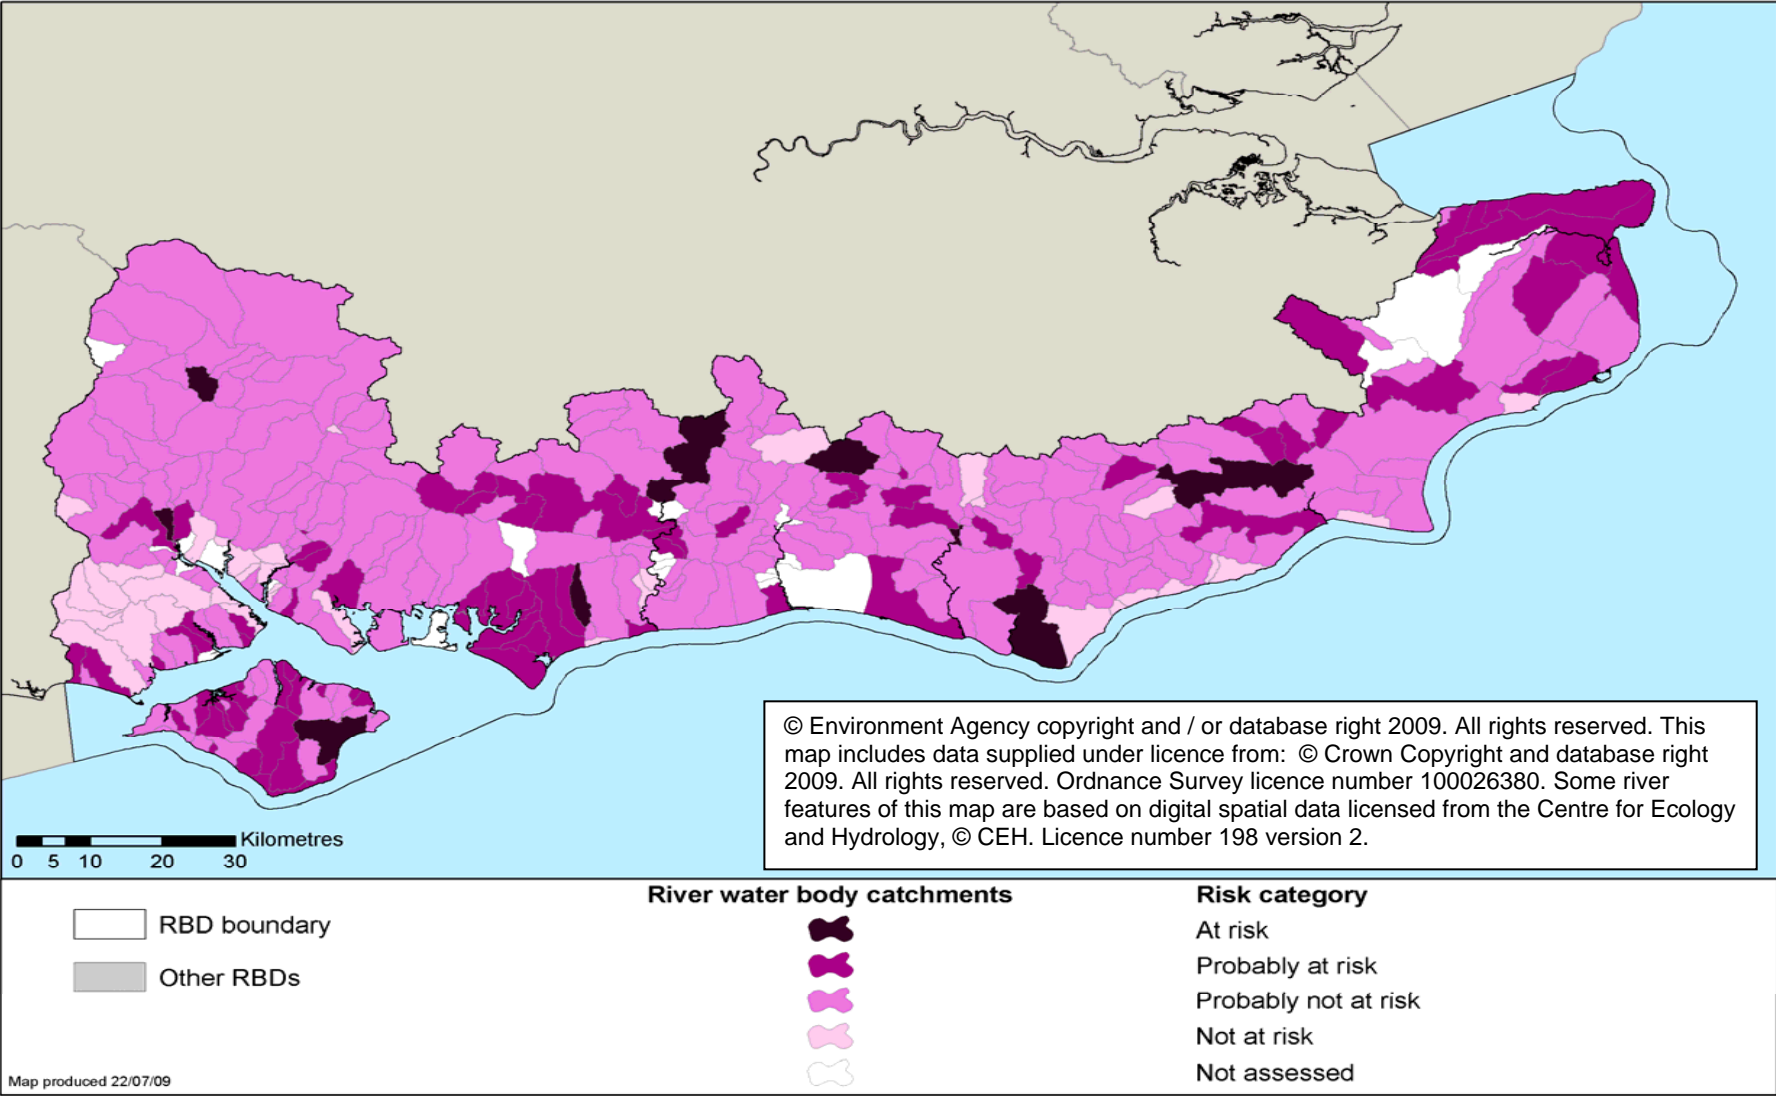 © Environment Agency copyright and / or database right 2009. All rights reserved. This
map includes data supplied under licence from:  © Crown Copyright and database right
2009. All rights reserved. Ordnance Survey licence number 100026380. Some river
features of this map are based on digital spatial data licensed from the Centre for Ecology
and Hydrology, © CEH. Licence number 198 version 2.
Kilometres
0 5 10 20 30
River water body catchments
Risk category
RBD boundary
Other RBDs
At risk
Probably at risk
Probably not at risk
Not at risk
Not assessed
Map produced 22/07/09